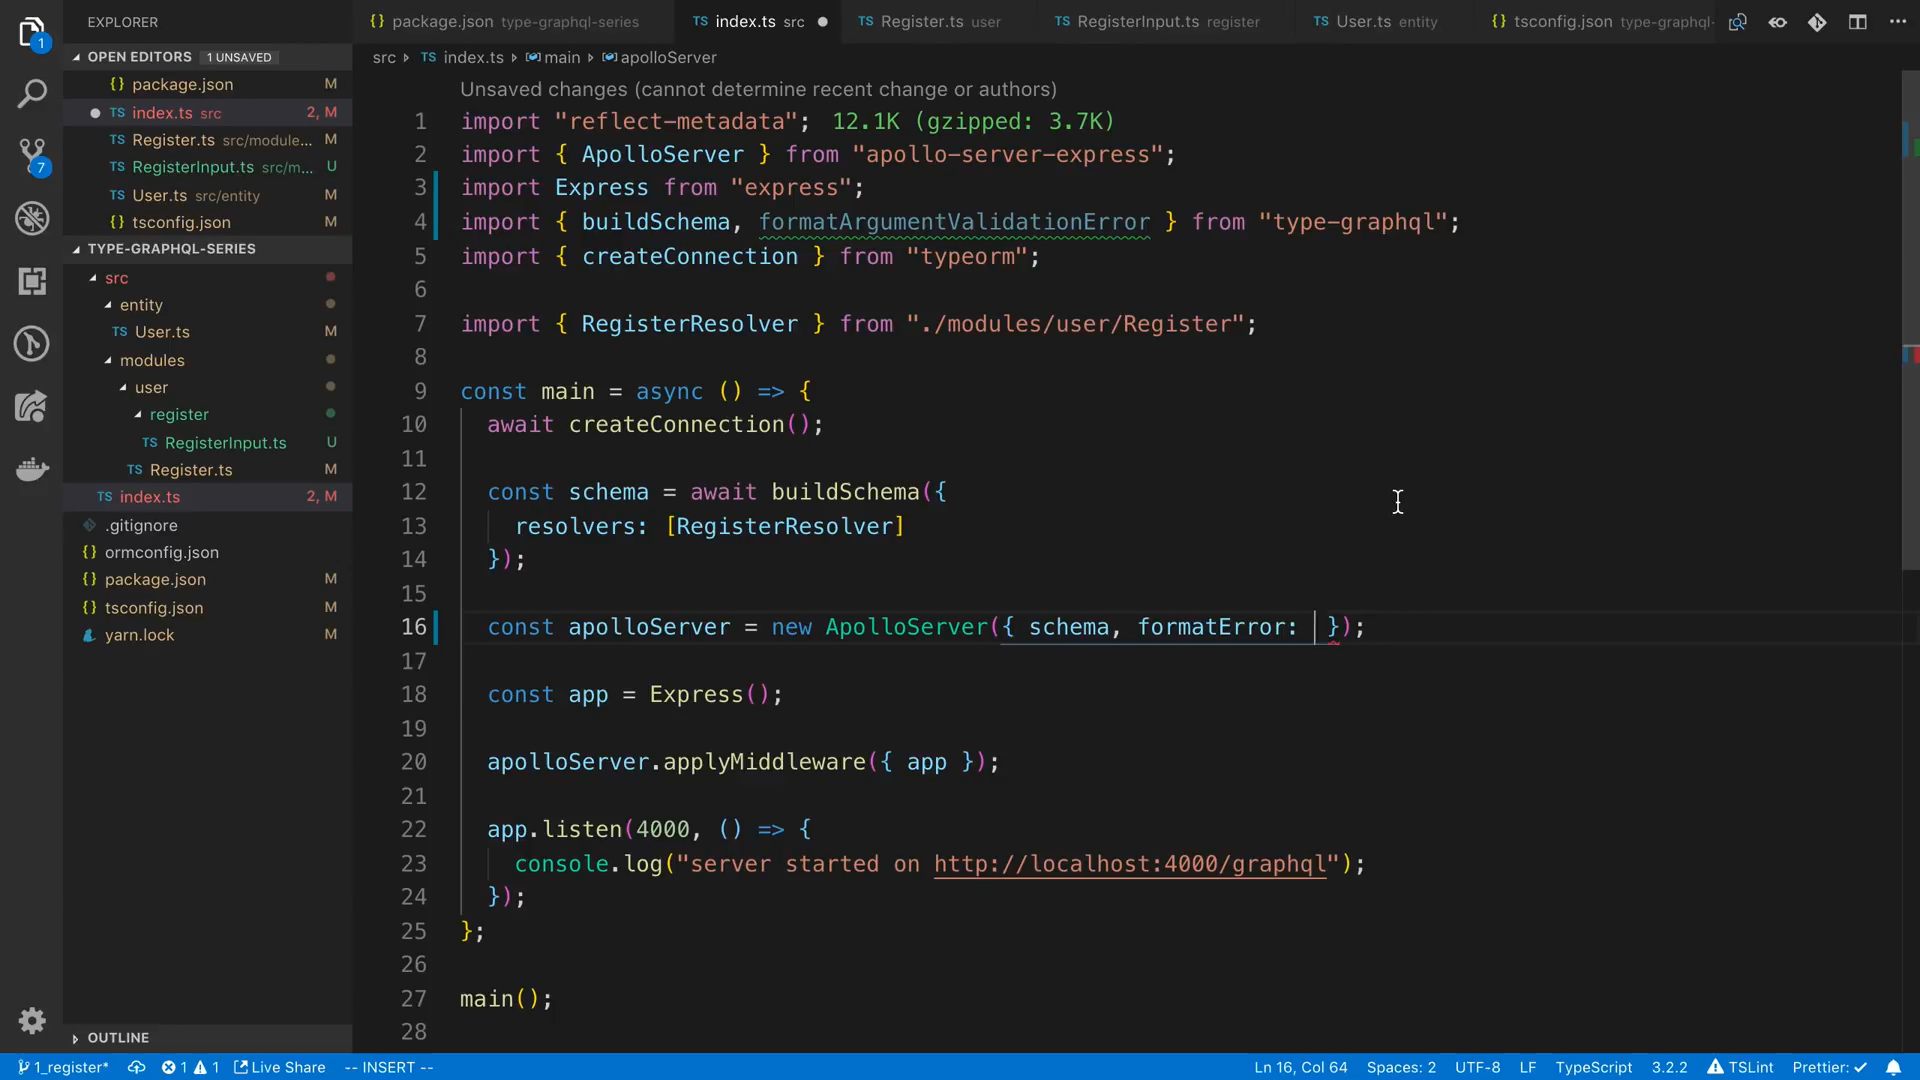 EXPLORER
OPEN EDITORS 1 UNSAVED
{} package.json M
TS index.ts src 2, M
TS Register.ts src/module... M
TS RegisterInput.ts src/m... U
TS User.ts src/entity M
{} tsconfig.json M
TYPE-GRAPHQL-SERIES
src
entity
TS User.ts M
modules
user
register
TS RegisterInput.ts U
TS Register.ts M
TS index.ts 2, M
.gitignore
{} ormconfig.json
{} package.json M
{} tsconfig.json M
yarn.lock M
OUTLINE
1
7
{} package.json type-graphql-series
TS index.ts src
TS Register.ts user
TS RegisterInput.ts register
TS User.ts entity
{} tsconfig.json type-graphql-
src TS index.ts main apolloServer
Unsaved changes (cannot determine recent change or authors)
1 import "reflect-metadata"; 12.1K (gzipped: 3.7K)
2 import { ApolloServer } from "apollo-server-express";
3 import Express from "express";
4 import { buildSchema, formatArgumentValidationError } from "type-graphql";
5 import { createConnection } from "typeorm";
6
7 import { RegisterResolver } from "./modules/user/Register";
8
9 const main = async () => {
10 await createConnection();
11
12 const schema = await buildSchema({
13 resolvers: [RegisterResolver]
14 });
15
16 const apolloServer = new ApolloServer({ schema, formatError: });
17
18 const app = Express();
19
20 apolloServer.applyMiddleware({ app });
21
22 app.listen(4000, () => {
23 console.log("server started on http://localhost:4000/graphql");
24 });
25 };
26
27 main();
28
1_register* 1 1 Live Share -- INSERT -- Ln 16, Col 64 Spaces: 2 UTF-8 LF TypeScript 3.2.2 TSLint Prettier: ✓